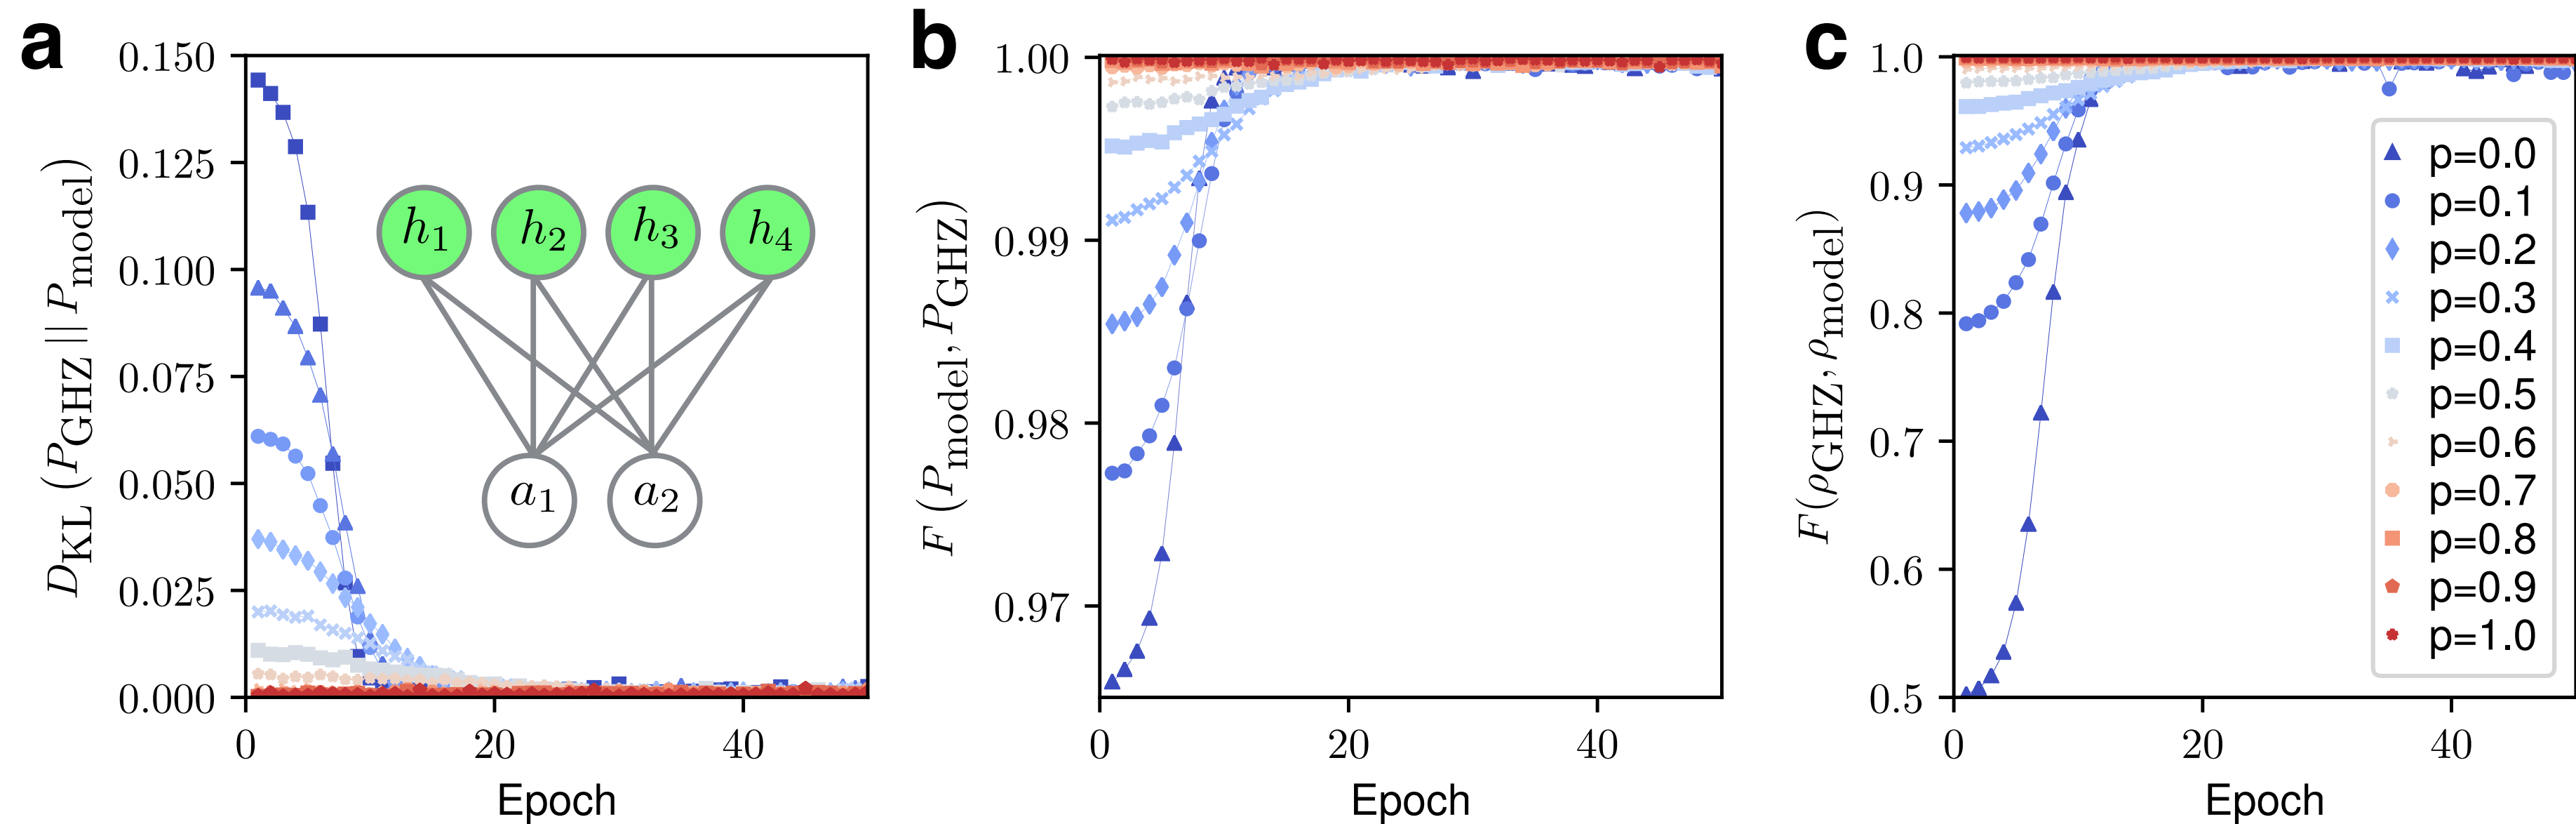 a
0.150
0.125
0.100
0.075
0.050
0.025
0.000
D_KL (P_GHZ || P_model)
h₁ h₂ h₃ h₄
a₁ a₂
0 20 40
Epoch
b
1.00
0.99
0.98
0.97
F (P_model, P_GHZ)
0 20 40
Epoch
c
1.0
0.9
0.8
0.7
0.6
0.5
F(ρ_GHZ, ρ_model)
p=0.0
p=0.1
p=0.2
p=0.3
p=0.4
p=0.5
p=0.6
p=0.7
p=0.8
p=0.9
p=1.0
0 20 40
Epoch